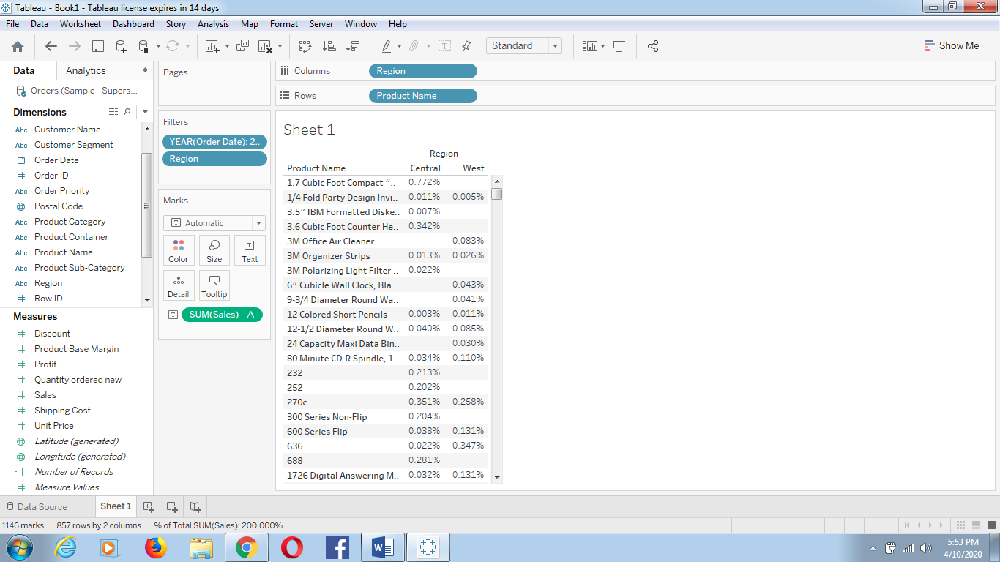 Tableau - Book1 - Tableau license expires in 14 days
File Data Worksheet Dashboard Story Analysis Map Format Server Window Help
Standard
Show Me
Data Analytics
Orders (Sample - Supers...
Dimensions
Customer Name
Customer Segment
Order Date
Order ID
Order Priority
Postal Code
Product Category
Product Container
Product Name
Product Sub-Category
Region
Row ID
Measures
Discount
Product Base Margin
Profit
Quantity ordered new
Sales
Shipping Cost
Unit Price
Latitude (generated)
Longitude (generated)
Number of Records
Measure Values
Pages
Filters
YEAR(Order Date): 2..
Region
Marks
Automatic
Color Size Text
Detail Tooltip
SUM(Sales) Δ
Columns Region
Rows Product Name
Sheet 1
Region
Product Name Central West
1.7 Cubic Foot Compact ".. 0.772%
1/4 Fold Party Design Invi.. 0.011% 0.005%
3.5" IBM Formatted Diske.. 0.007%
3.6 Cubic Foot Counter He.. 0.342%
3M Office Air Cleaner 0.083%
3M Organizer Strips 0.013% 0.026%
3M Polarizing Light Filter .. 0.022%
6" Cubicle Wall Clock, Bla.. 0.043%
9-3/4 Diameter Round Wa.. 0.041%
12 Colored Short Pencils 0.003% 0.011%
12-1/2 Diameter Round W.. 0.040% 0.085%
24 Capacity Maxi Data Bin.. 0.030%
80 Minute CD-R Spindle, 1.. 0.034% 0.110%
232 0.213%
252 0.202%
270c 0.351% 0.258%
300 Series Non-Flip 0.204%
600 Series Flip 0.038% 0.131%
636 0.022% 0.347%
688 0.281%
1726 Digital Answering M.. 0.032% 0.131%
Data Source Sheet 1
1146 marks 857 rows by 2 columns % of Total SUM(Sales): 200.000%
5:53 PM
4/10/2020